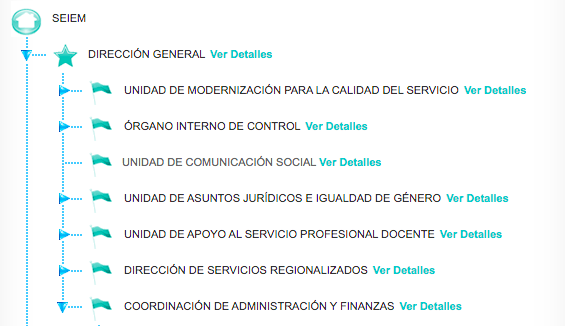 SEIEM
DIRECCIÓN GENERAL Ver Detalles
UNIDAD DE MODERNIZACIÓN PARA LA CALIDAD DEL SERVICIO Ver Detalles
ÓRGANO INTERNO DE CONTROL Ver Detalles
UNIDAD DE COMUNICACIÓN SOCIAL Ver Detalles
UNIDAD DE ASUNTOS JURÍDICOS E IGUALDAD DE GÉNERO Ver Detalles
UNIDAD DE APOYO AL SERVICIO PROFESIONAL DOCENTE Ver Detalles
DIRECCIÓN DE SERVICIOS REGIONALIZADOS Ver Detalles
COORDINACIÓN DE ADMINISTRACIÓN Y FINANZAS Ver Detalles